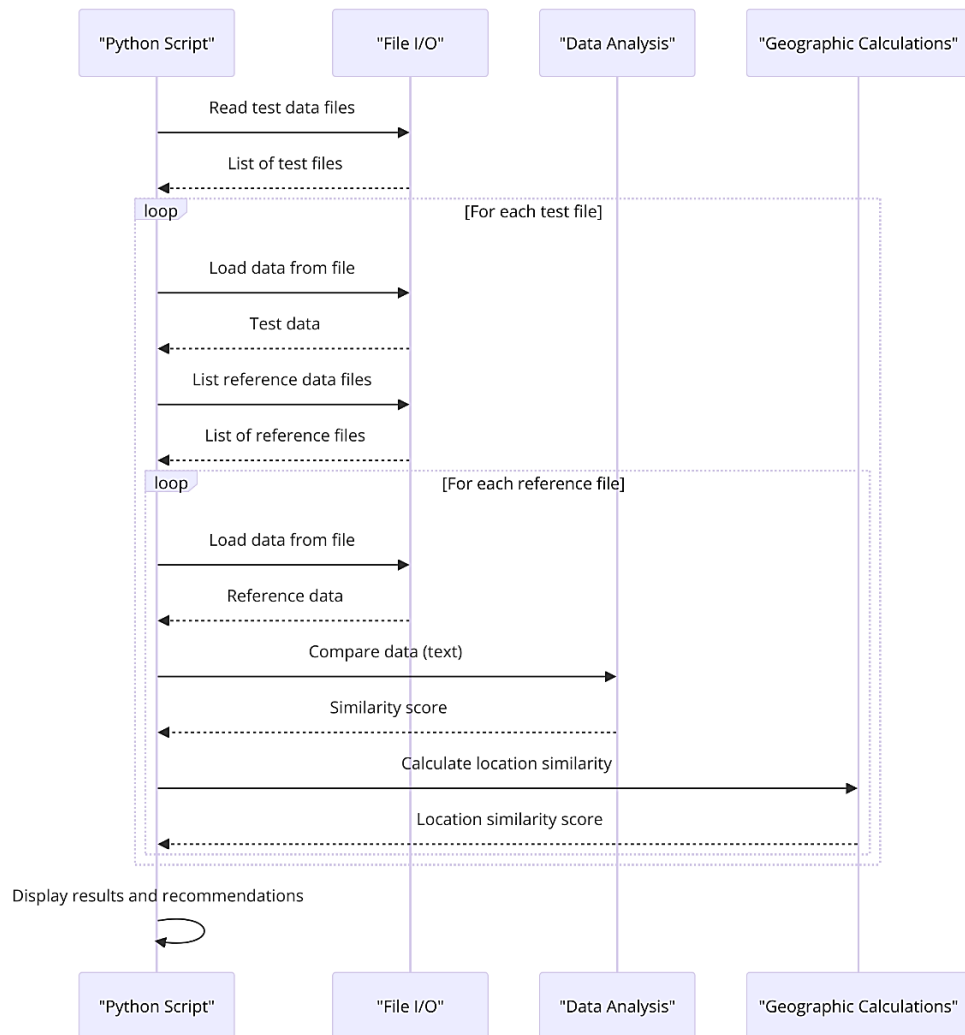 "Python Script" "File I/O" "Data Analysis" "Geographic Calculations"
Read test data files
List of test files
loop [For each test file]
Load data from file
Test data
List reference data files
List of reference files
loop [For each reference file]
Load data from file
Reference data
Compare data (text)
Similarity score
Calculate location similarity
Location similarity score
Display results and recommendations
"Python Script" "File I/O" "Data Analysis" "Geographic Calculations"